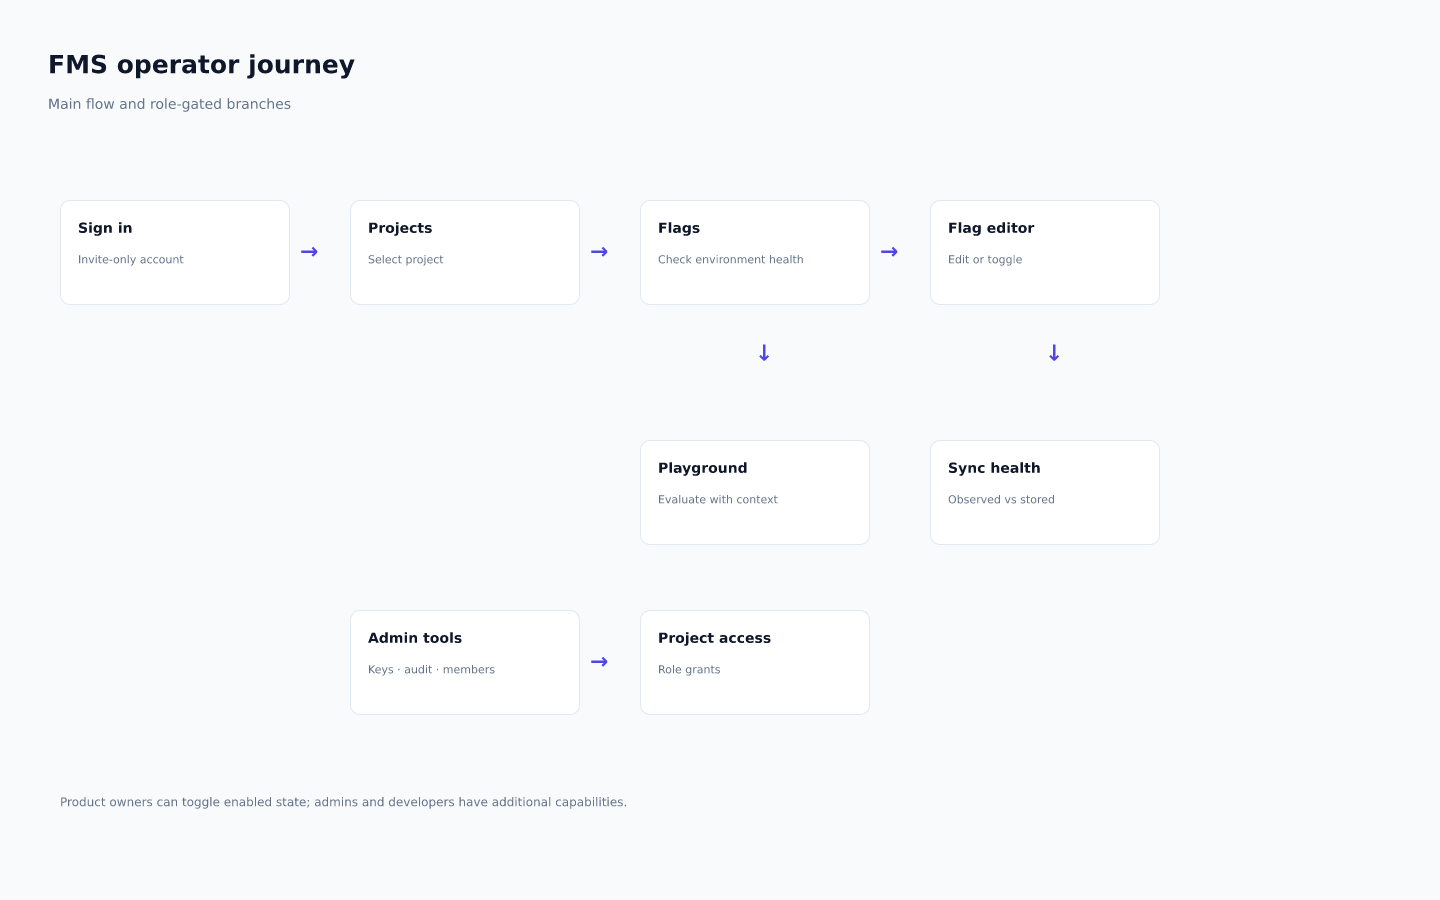 FMS operator journey
Main flow and role-gated branches
Sign in
Invite-only account
→
Projects
Select project
→
Flags
Check environment health
→
Flag editor
Edit or toggle
↓
↓
Playground
Evaluate with context
Sync health
Observed vs stored
Admin tools
Keys · audit · members
→
Project access
Role grants
Product owners can toggle enabled state; admins and developers have additional capabilities.